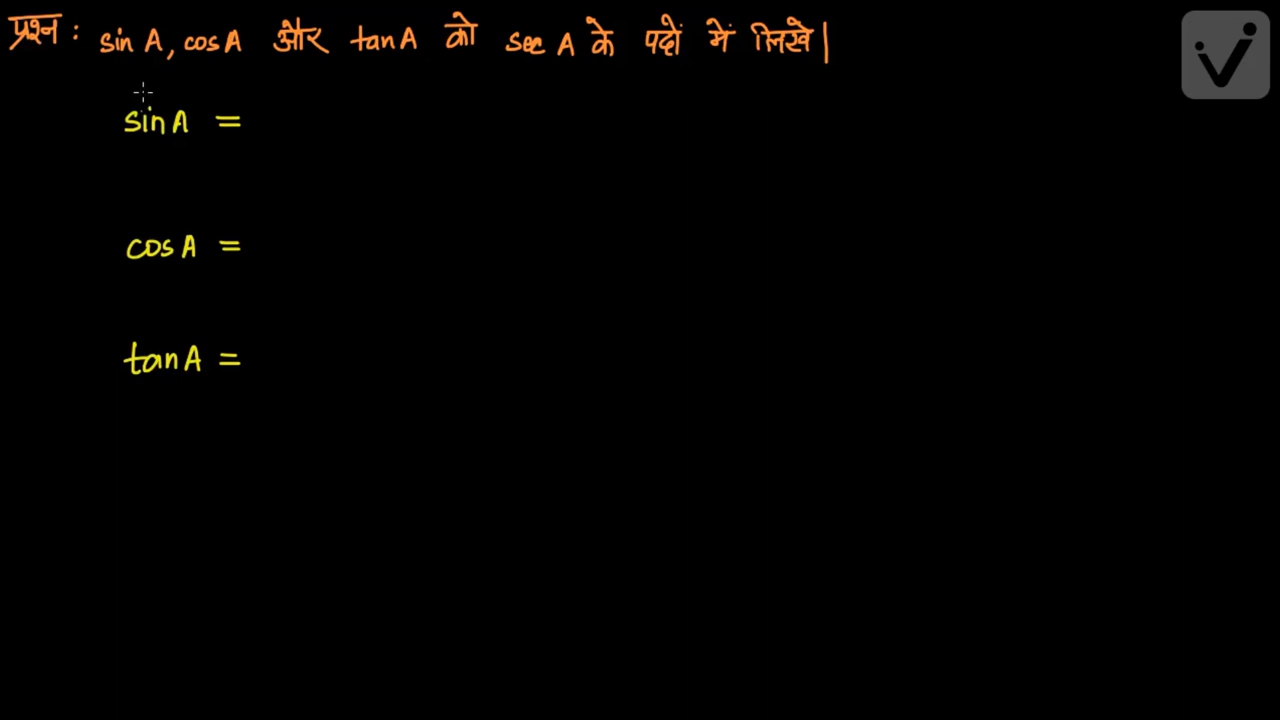 प्रश्न : sin A, cos A और tan A को sec A के पदों में लिखे|
sin A =
cos A =
tan A =